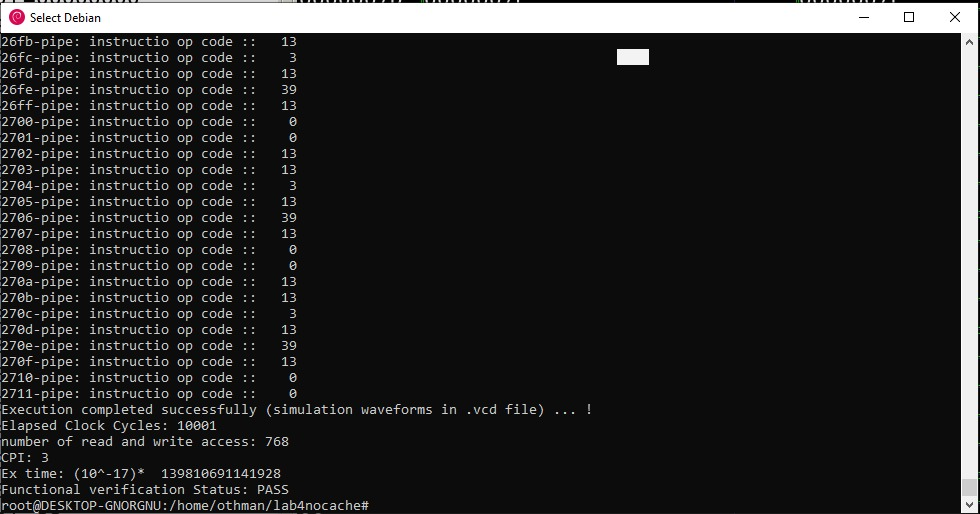 Select Debian
26fb-pipe: instructio op code ::   13
26fc-pipe: instructio op code ::    3
26fd-pipe: instructio op code ::   13
26fe-pipe: instructio op code ::   39
26ff-pipe: instructio op code ::   13
2700-pipe: instructio op code ::    0
2701-pipe: instructio op code ::    0
2702-pipe: instructio op code ::   13
2703-pipe: instructio op code ::   13
2704-pipe: instructio op code ::    3
2705-pipe: instructio op code ::   13
2706-pipe: instructio op code ::   39
2707-pipe: instructio op code ::   13
2708-pipe: instructio op code ::    0
2709-pipe: instructio op code ::    0
270a-pipe: instructio op code ::   13
270b-pipe: instructio op code ::   13
270c-pipe: instructio op code ::    3
270d-pipe: instructio op code ::   13
270e-pipe: instructio op code ::   39
270f-pipe: instructio op code ::   13
2710-pipe: instructio op code ::    0
2711-pipe: instructio op code ::    0
Execution completed successfully (simulation waveforms in .vcd file) ... !
Elapsed Clock Cycles: 10001
number of read and write access: 768
CPI: 3
Ex time: (10^-17)*  139810691141928
Functional verification Status: PASS
root@DESKTOP-GNORGNU:/home/othman/lab4nocache#